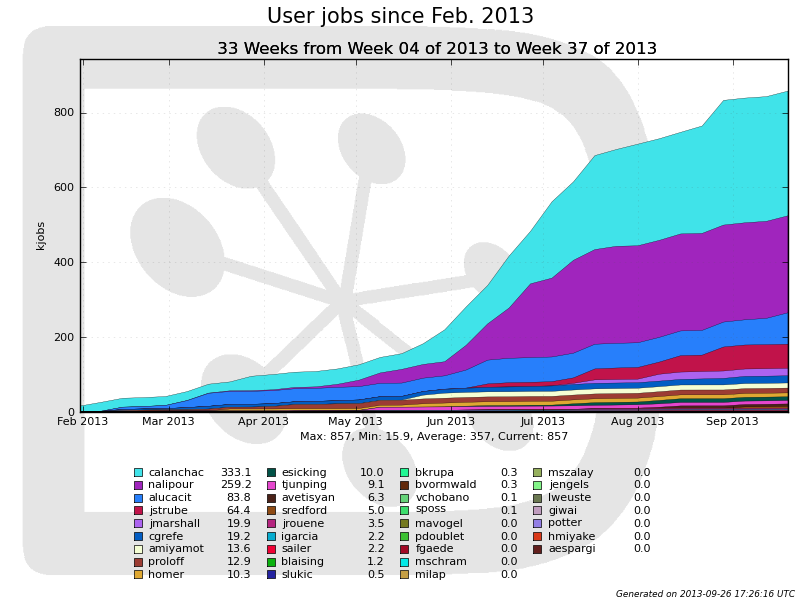 User jobs since Feb. 2013
33 Weeks from Week 04 of 2013 to Week 37 of 2013
800
600
kjobs
400
200
0
Feb 2013 Mar 2013 Apr 2013 May 2013 Jun 2013 Jul 2013 Aug 2013 Sep 2013
Max: 857, Min: 15.9, Average: 357, Current: 857
calanchac 333.1 esicking 10.0 bkrupa 0.3 mszalay 0.0
nalipour 259.2 tjunping 9.1 bvormwald 0.3 jengels 0.0
alucacit 83.8 avetisyan 6.3 vchobano 0.1 lweuste 0.0
jstrube 64.4 sredford 5.0 sposs 0.1 giwai 0.0
jmarshall 19.9 jrouene 3.5 mavogel 0.0 potter 0.0
cgrefe 19.2 igarcia 2.2 pdoublet 0.0 hmiyake 0.0
amiyamot 13.6 sailer 2.2 fgaede 0.0 aespargi 0.0
proloff 12.9 blaising 1.2 mschram 0.0
homer 10.3 slukic 0.5 milap 0.0
Generated on 2013-09-26 17:26:16 UTC